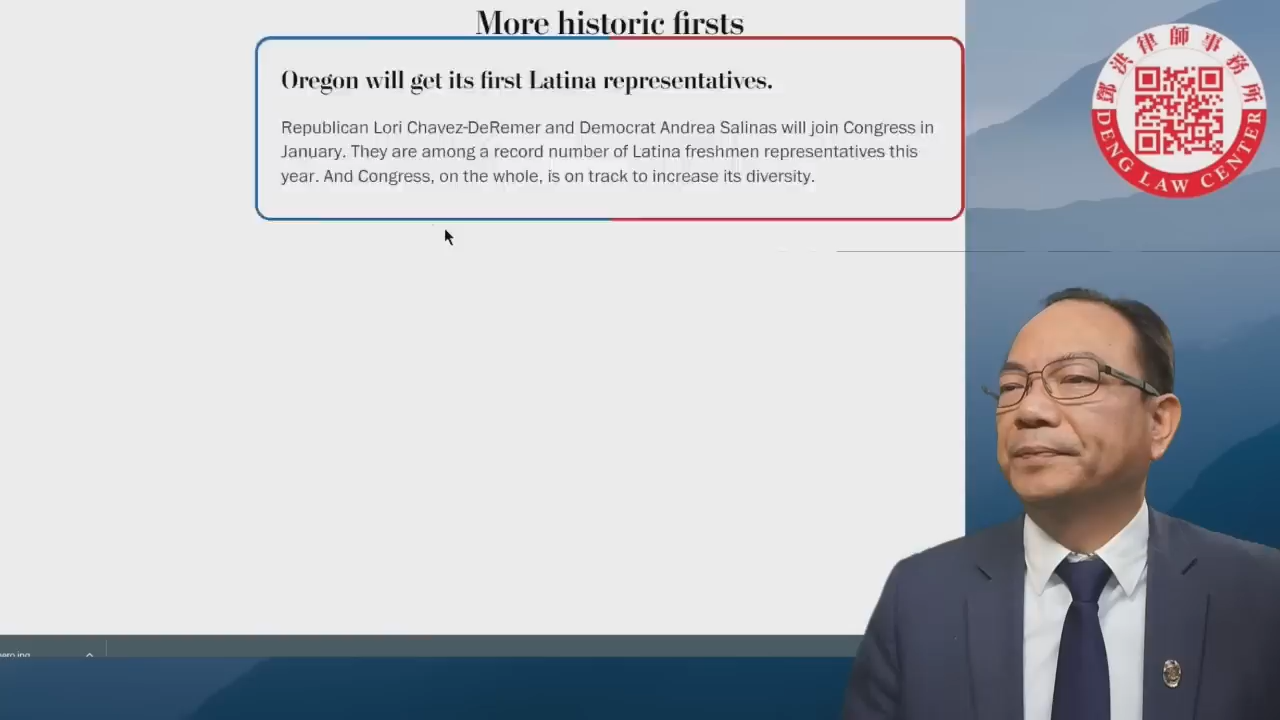 More historic firsts
Oregon will get its first Latina representatives.
Republican Lori Chavez-DeRemer and Democrat Andrea Salinas will join Congress in
January. They are among a record number of Latina freshmen representatives this
year. And Congress, on the whole, is on track to increase its diversity.
鄧洪律師事務所
DENG LAW CENTER